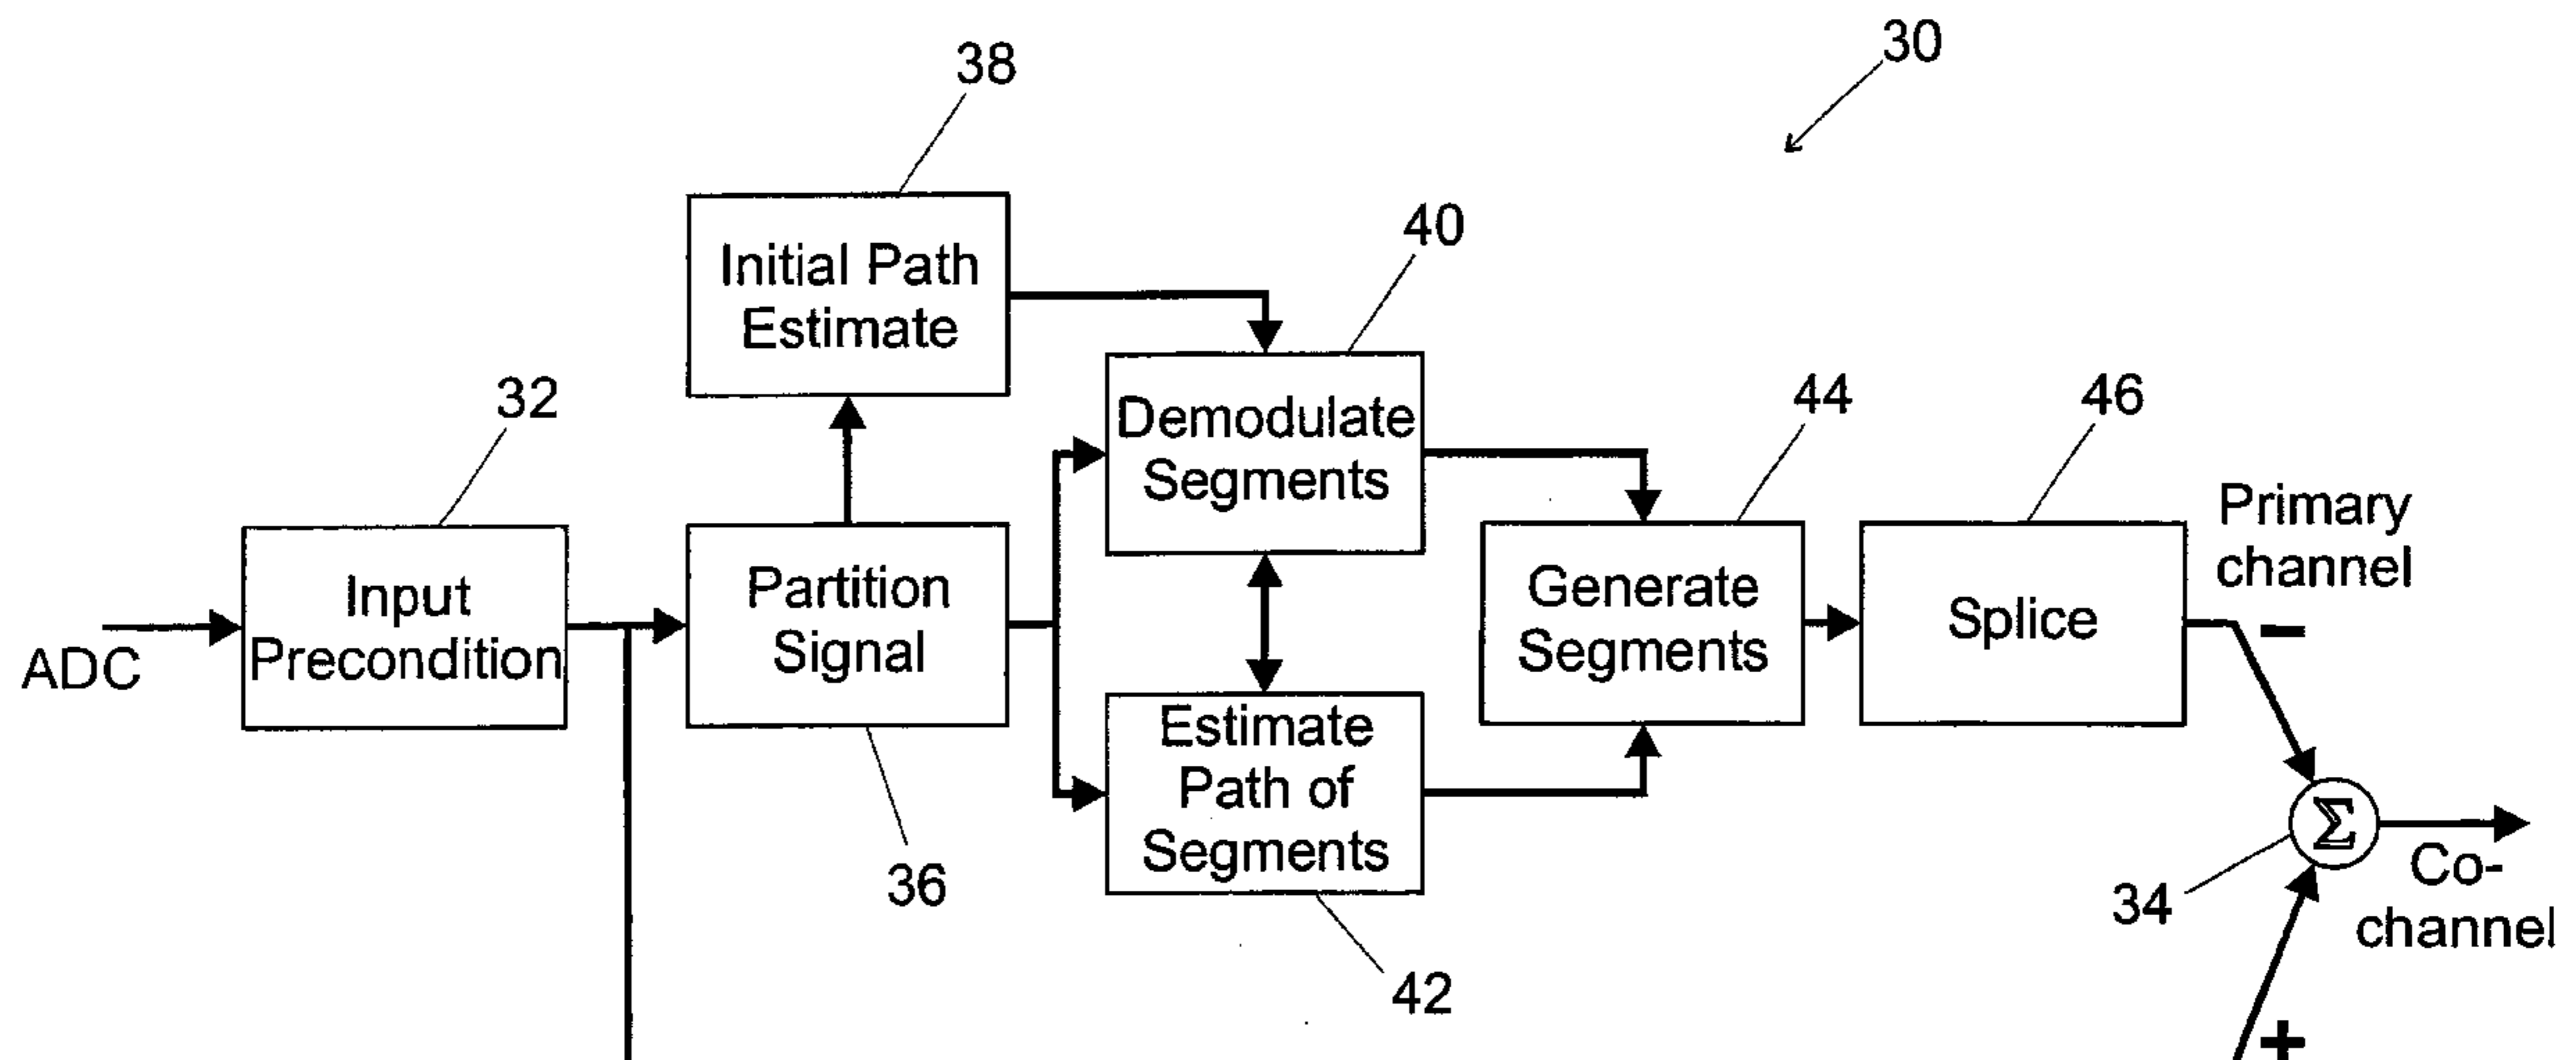 30
38
Initial Path
Estimate
40
32
Demodulate
Segments
44
46
Primary
channel
−
ADC
Input
Precondition
Partition
Signal
36
Estimate
Path of
Segments
42
Generate
Segments
Splice
Σ
34
Co-
channel
+